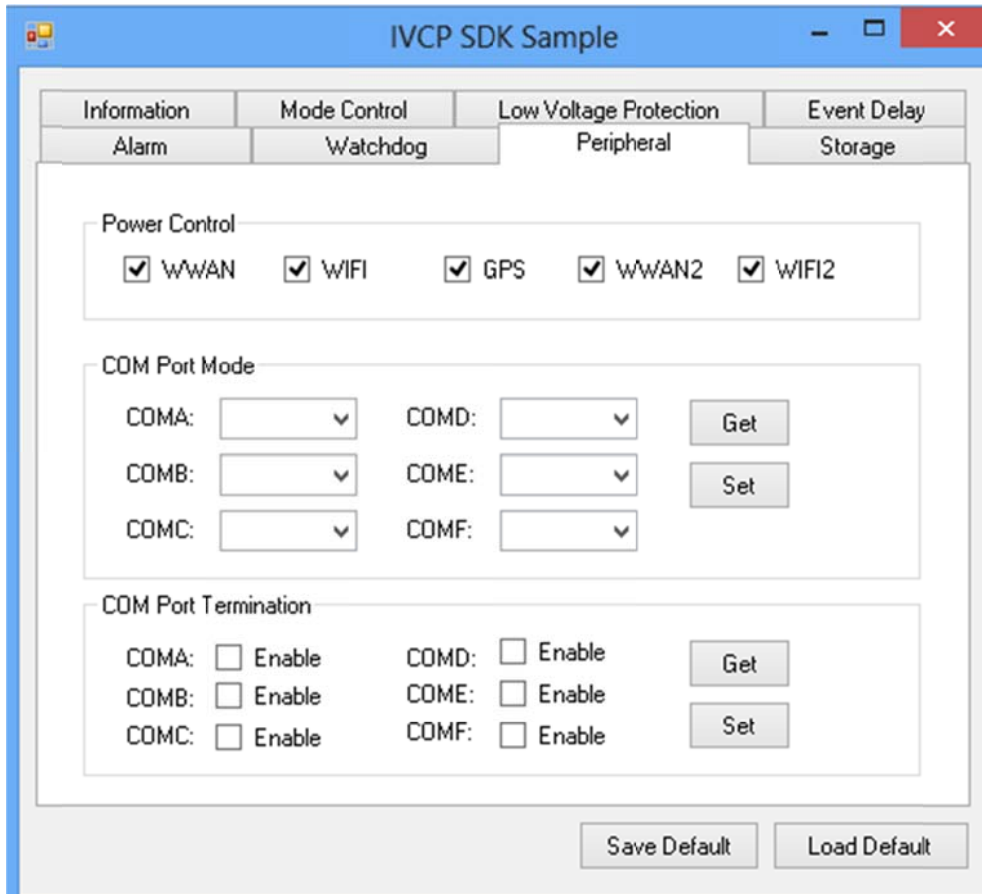 IVCP SDK Sample
Information Mode Control Low Voltage Protection Event Delay
Alarm Watchdog Peripheral Storage
Power Control
WWAN WIFI GPS WWAN2 WIFI2
COM Port Mode
COMA: COMD: Get
COMB: COME: Set
COMC: COMF:
COM Port Termination
COMA: Enable COMD: Enable Get
COMB: Enable COME: Enable
COMC: Enable COMF: Enable Set
Save Default Load Default